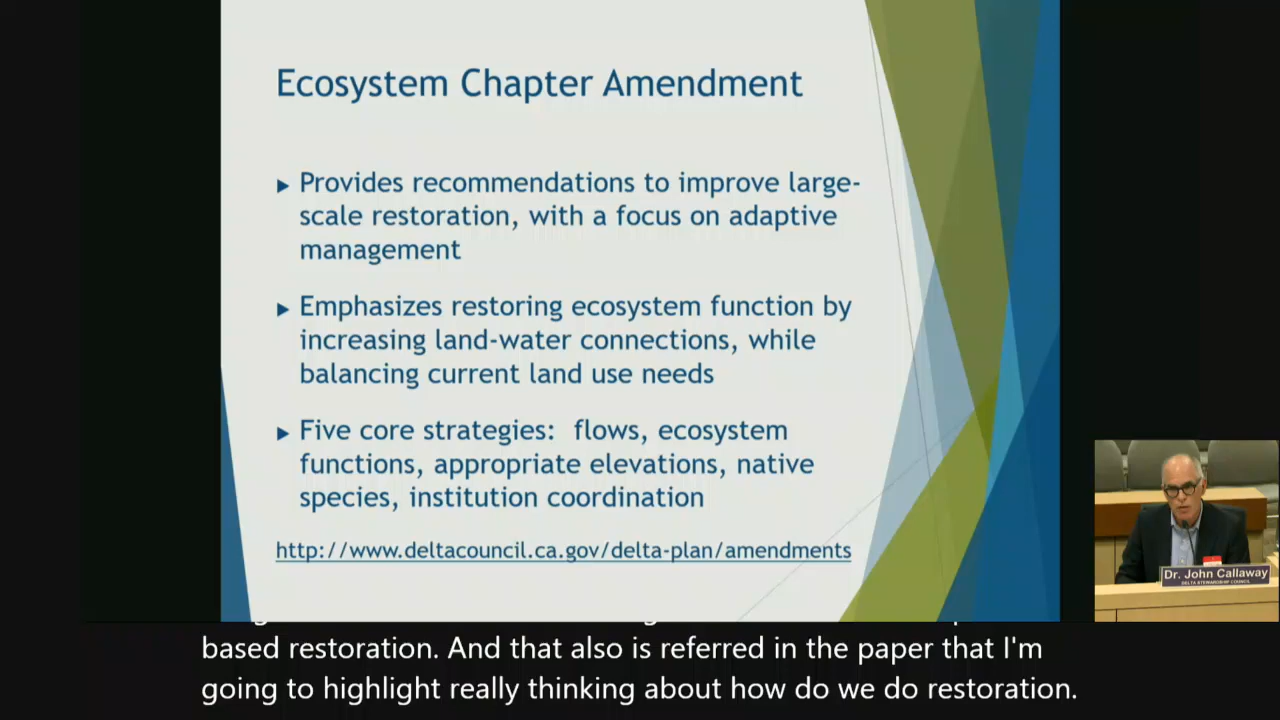 Ecosystem Chapter Amendment
Provides recommendations to improve large-
scale restoration, with a focus on adaptive
management
Emphasizes restoring ecosystem function by
increasing land-water connections, while
balancing current land use needs
Five core strategies: flows, ecosystem
functions, appropriate elevations, native
species, institution coordination
http://www.deltacouncil.ca.gov/delta-plan/amendments
Dr. John Callaway
DELTA STEWARDSHIP COUNCIL
based restoration. And that also is referred in the paper that I'm
going to highlight really thinking about how do we do restoration.